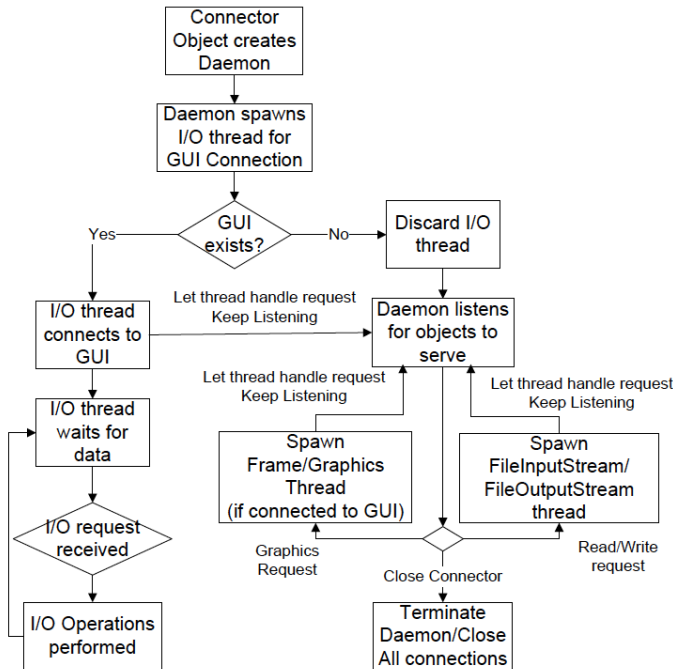 Connector
Object creates
Daemon
Daemon spawns
I/O thread for
GUI Connection
GUI
exists?
Yes
No
Discard I/O
thread
I/O thread
connects to
GUI
Let thread handle request
Keep Listening
Daemon listens
for objects to
serve
Let thread handle request
Keep Listening
Let thread handle request
Keep Listening
I/O thread
waits for
data
Spawn
Frame/Graphics
Thread
(if connected to GUI)
Spawn
FileInputStream/
FileOutputStream
thread
I/O request
received
Graphics
Request
Read/Write
request
Close Connector
I/O Operations
performed
Terminate
Daemon/Close
All connections